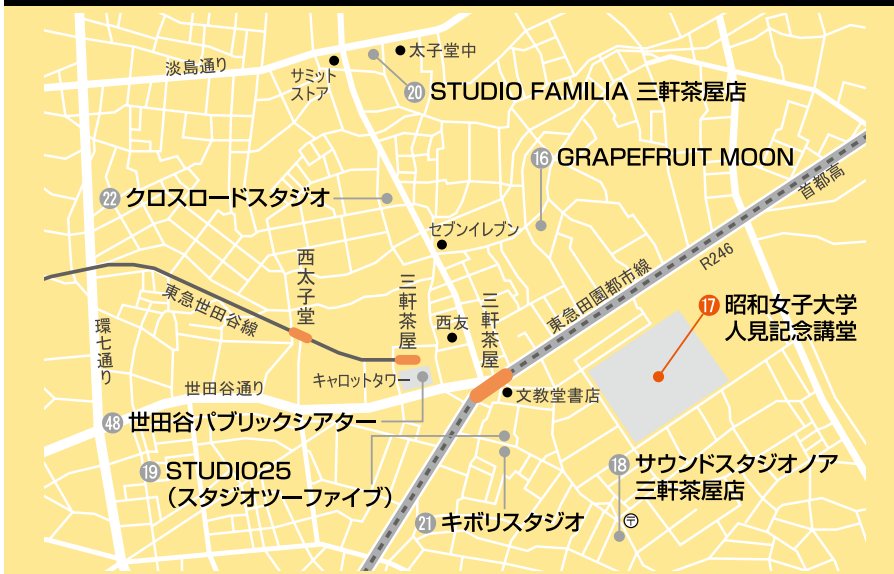 淡島通り
サミット
ストア
太子堂中
⑳ STUDIO FAMILIA 三軒茶屋店
⑯ GRAPEFRUIT MOON
首都高
㉒ クロスロードスタジオ
セブンイレブン
R246
東急田園都市線
西太子堂
東急世田谷線
三軒茶屋
三軒茶屋
西友
⑰ 昭和女子大学
人見記念講堂
環七通り
キャロットタワー
世田谷通り
文教堂書店
㊽ 世田谷パブリックシアター
⑲ STUDIO25
（スタジオツーファイブ）
⑱ サウンドスタジオノア
三軒茶屋店
㉑ キボリスタジオ
〒